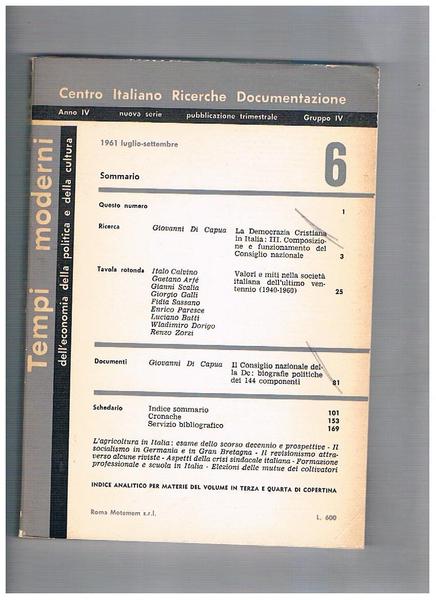 Centro Italiano Ricerche Documentazione
Anno IV nuova serie pubblicazione trimestrale Gruppo IV
Tempi moderni
dell'economia della politica e della cultura
1961 luglio-settembre
6
Sommario
Questo numero 1
Ricerca Giovanni Di Capua La Democrazia Cristiana
in Italia: III. Composizio-
ne e funzionamento del
Consiglio nazionale 3
Tavola rotonda Italo Calvino Valori e miti nella società
Gaetano Arfé italiana dell'ultimo ven-
Gianni Scalia tennio (1940-1960) 25
Giorgio Galli
Fidia Sassano
Enrico Paresce
Luciano Batti
Wladimiro Dorigo
Renzo Zorzi
Documenti Giovanni Di Capua Il Consiglio nazionale del-
la Dc: biografie politiche
dei 144 componenti 81
Schedario Indice sommario 101
Cronache 153
Servizio bibliografico 169
L'agricoltura in Italia: esame dello scorso decennio e prospettive - Il
socialismo in Germania e in Gran Bretagna - Il revisionismo attra-
verso alcune riviste - Aspetti della crisi sindacale italiana - Formazione
professionale e scuola in Italia - Elezioni delle mutue dei coltivatori
INDICE ANALITICO PER MATERIE DEL VOLUME IN TERZA E QUARTA DI COPERTINA
Roma Motemem s.r.l. L. 600